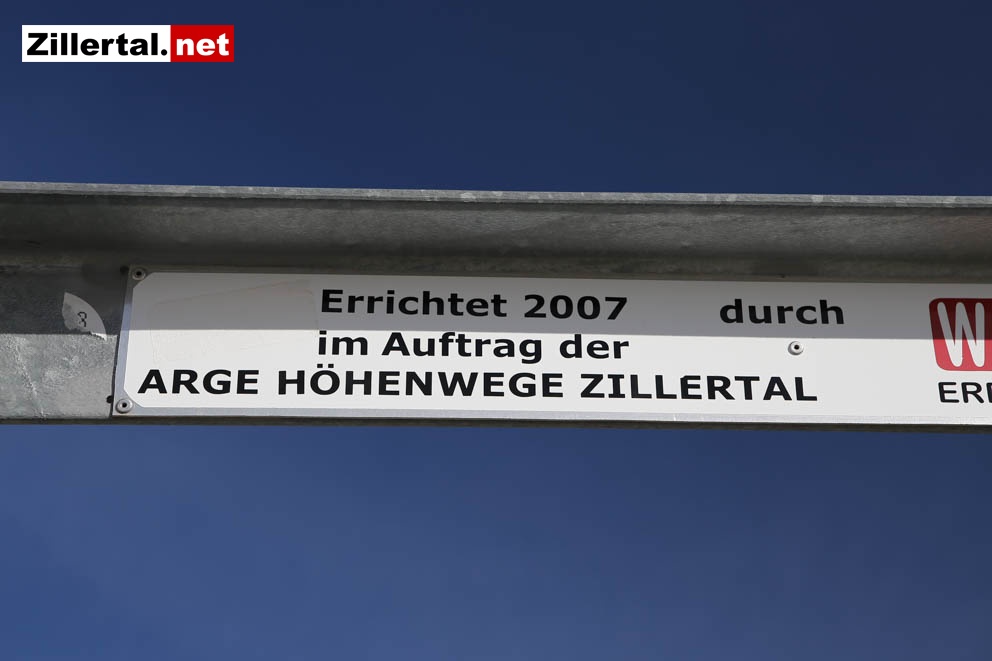 Zillertal.net
Errichtet 2007 durch
im Auftrag der
ARGE HÖHENWEGE ZILLERTAL